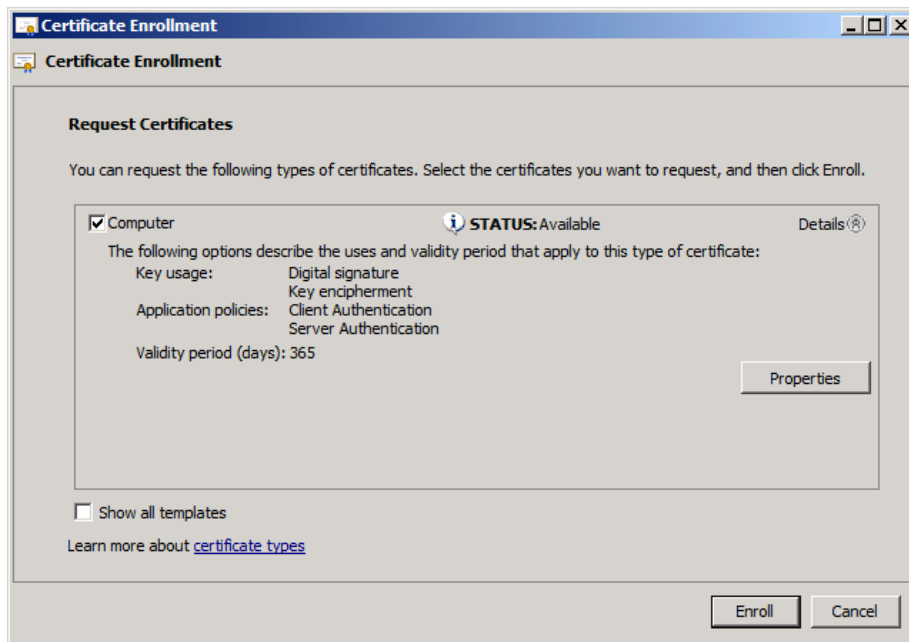 Certificate Enrollment
Certificate Enrollment
Request Certificates
You can request the following types of certificates. Select the certificates you want to request, and then click Enroll.
Computer STATUS: Available Details
The following options describe the uses and validity period that apply to this type of certificate:
Key usage: Digital signature
Key encipherment
Application policies: Client Authentication
Server Authentication
Validity period (days): 365
Properties
Show all templates
Learn more about certificate types
Enroll Cancel